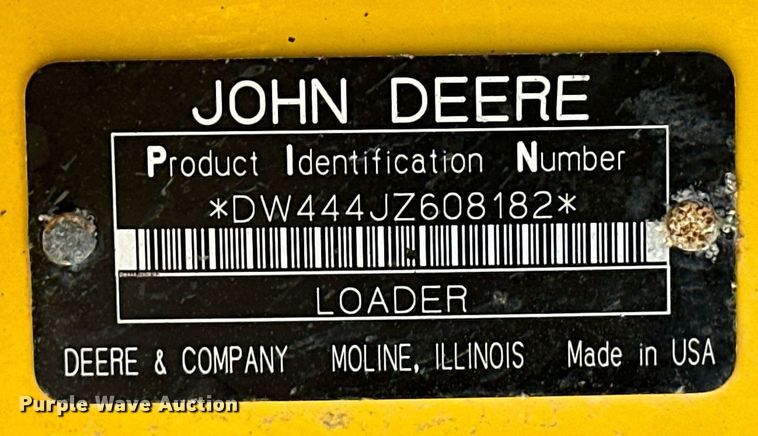 JOHN DEERE
Product Identification Number
*DW444JZ608182*
LOADER
DEERE & COMPANY MOLINE, ILLINOIS Made in USA
Purple Wave Auction